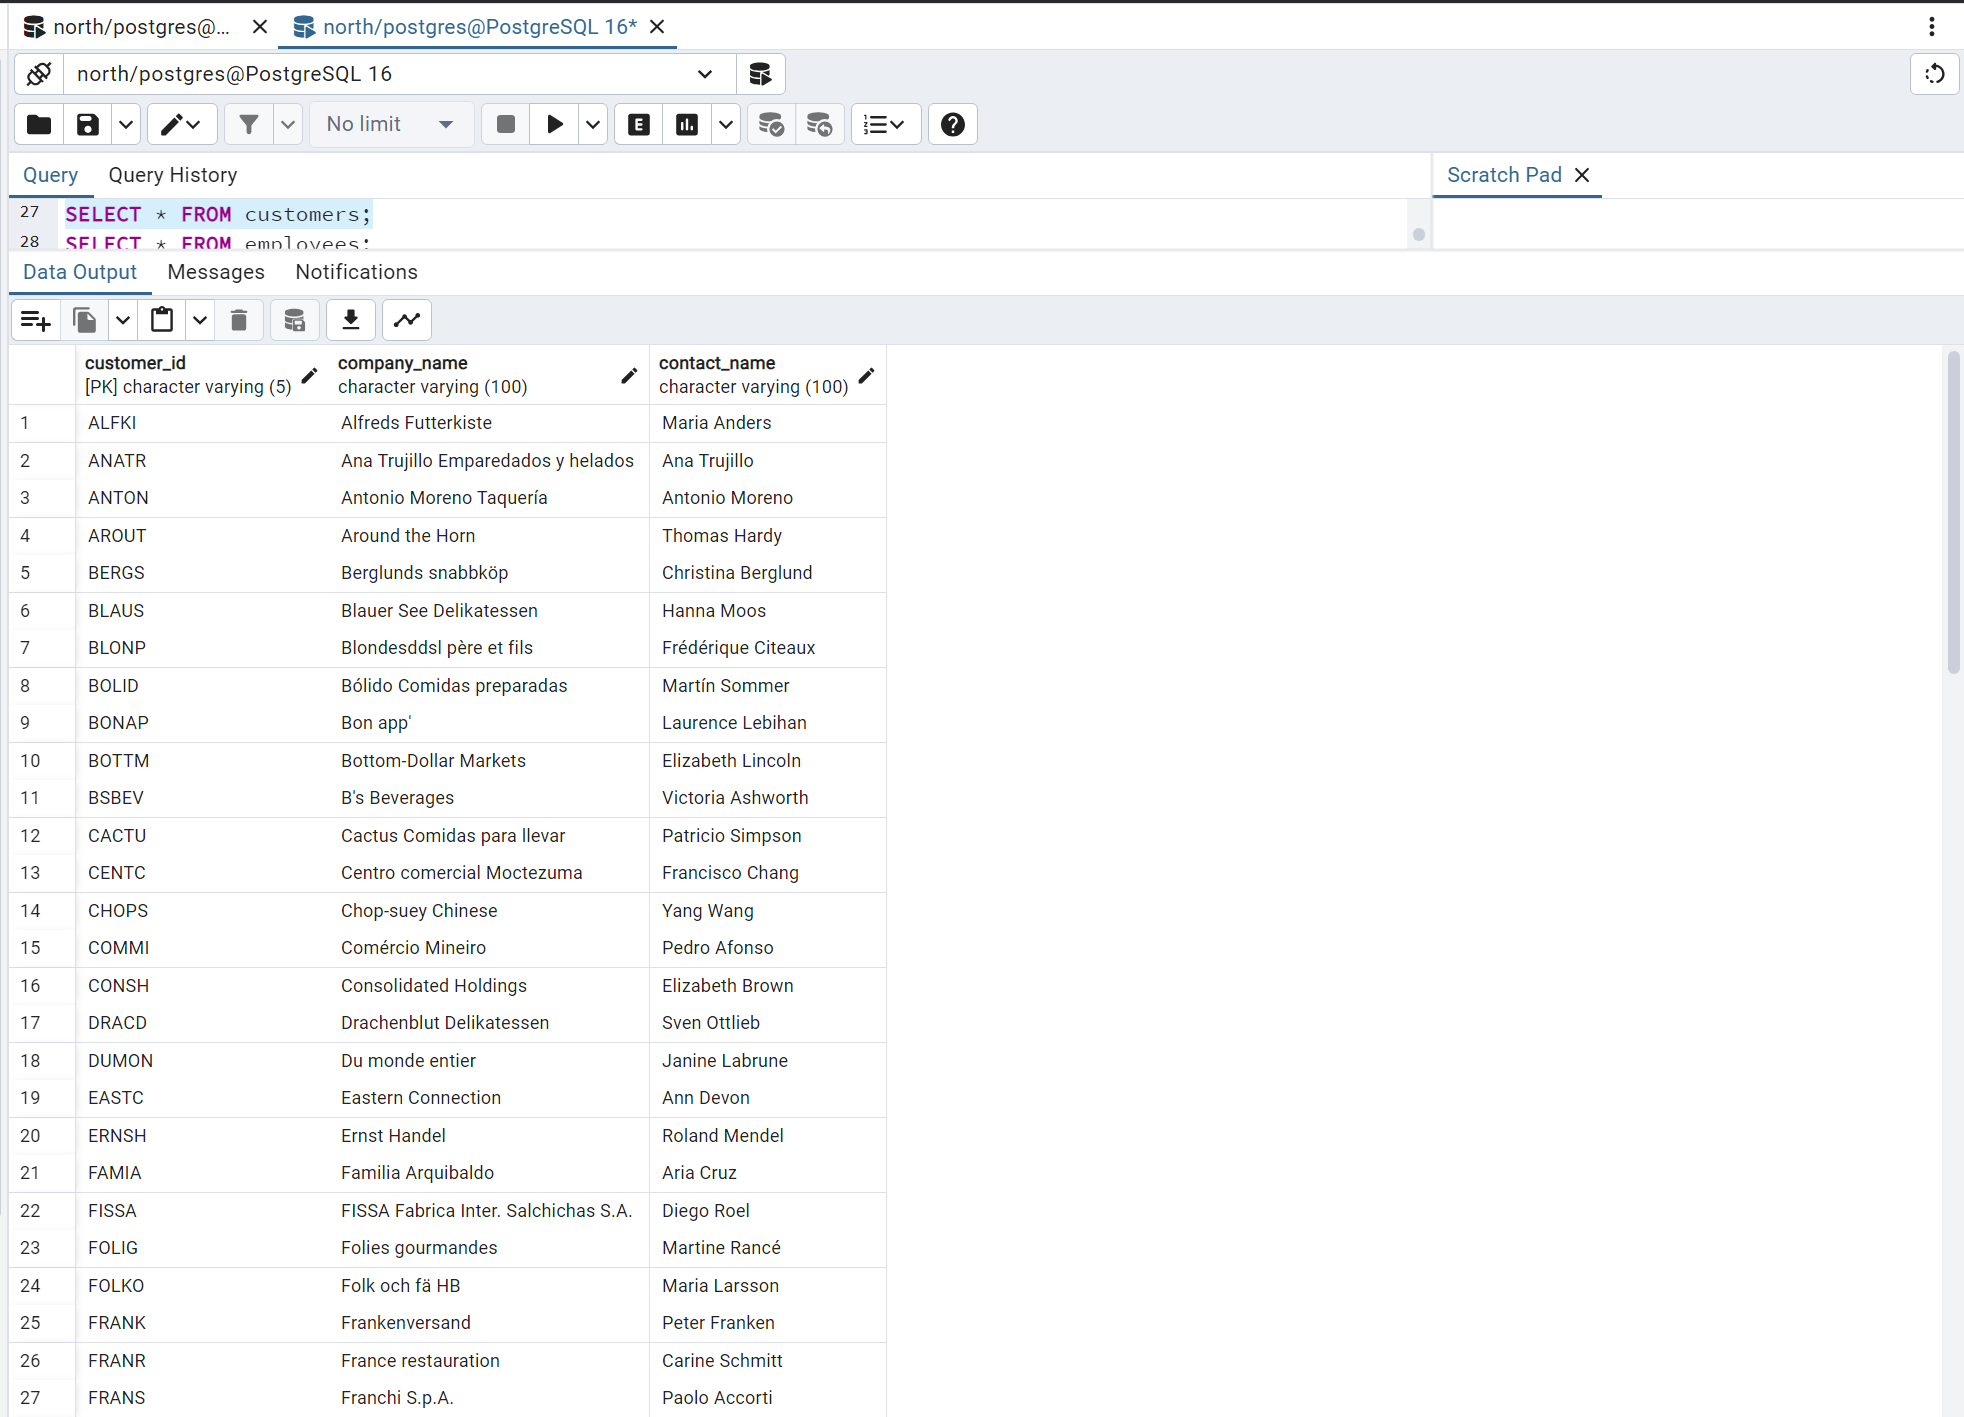 north/postgres@...
north/postgres@PostgreSQL 16*
north/postgres@PostgreSQL 16
No limit
E
Query Query History
Scratch Pad
27 SELECT * FROM customers;
28 SELECT * FROM employees;
Data Output Messages Notifications
customer_id company_name contact_name
[PK] character varying (5) character varying (100) character varying (100)
1 ALFKI Alfreds Futterkiste Maria Anders
2 ANATR Ana Trujillo Emparedados y helados Ana Trujillo
3 ANTON Antonio Moreno Taquería Antonio Moreno
4 AROUT Around the Horn Thomas Hardy
5 BERGS Berglunds snabbköp Christina Berglund
6 BLAUS Blauer See Delikatessen Hanna Moos
7 BLONP Blondesddsl père et fils Frédérique Citeaux
8 BOLID Bólido Comidas preparadas Martín Sommer
9 BONAP Bon app' Laurence Lebihan
10 BOTTM Bottom-Dollar Markets Elizabeth Lincoln
11 BSBEV B's Beverages Victoria Ashworth
12 CACTU Cactus Comidas para llevar Patricio Simpson
13 CENTC Centro comercial Moctezuma Francisco Chang
14 CHOPS Chop-suey Chinese Yang Wang
15 COMMI Comércio Mineiro Pedro Afonso
16 CONSH Consolidated Holdings Elizabeth Brown
17 DRACD Drachenblut Delikatessen Sven Ottlieb
18 DUMON Du monde entier Janine Labrune
19 EASTC Eastern Connection Ann Devon
20 ERNSH Ernst Handel Roland Mendel
21 FAMIA Familia Arquibaldo Aria Cruz
22 FISSA FISSA Fabrica Inter. Salchichas S.A. Diego Roel
23 FOLIG Folies gourmandes Martine Rancé
24 FOLKO Folk och fä HB Maria Larsson
25 FRANK Frankenversand Peter Franken
26 FRANR France restauration Carine Schmitt
27 FRANS Franchi S.p.A. Paolo Accorti